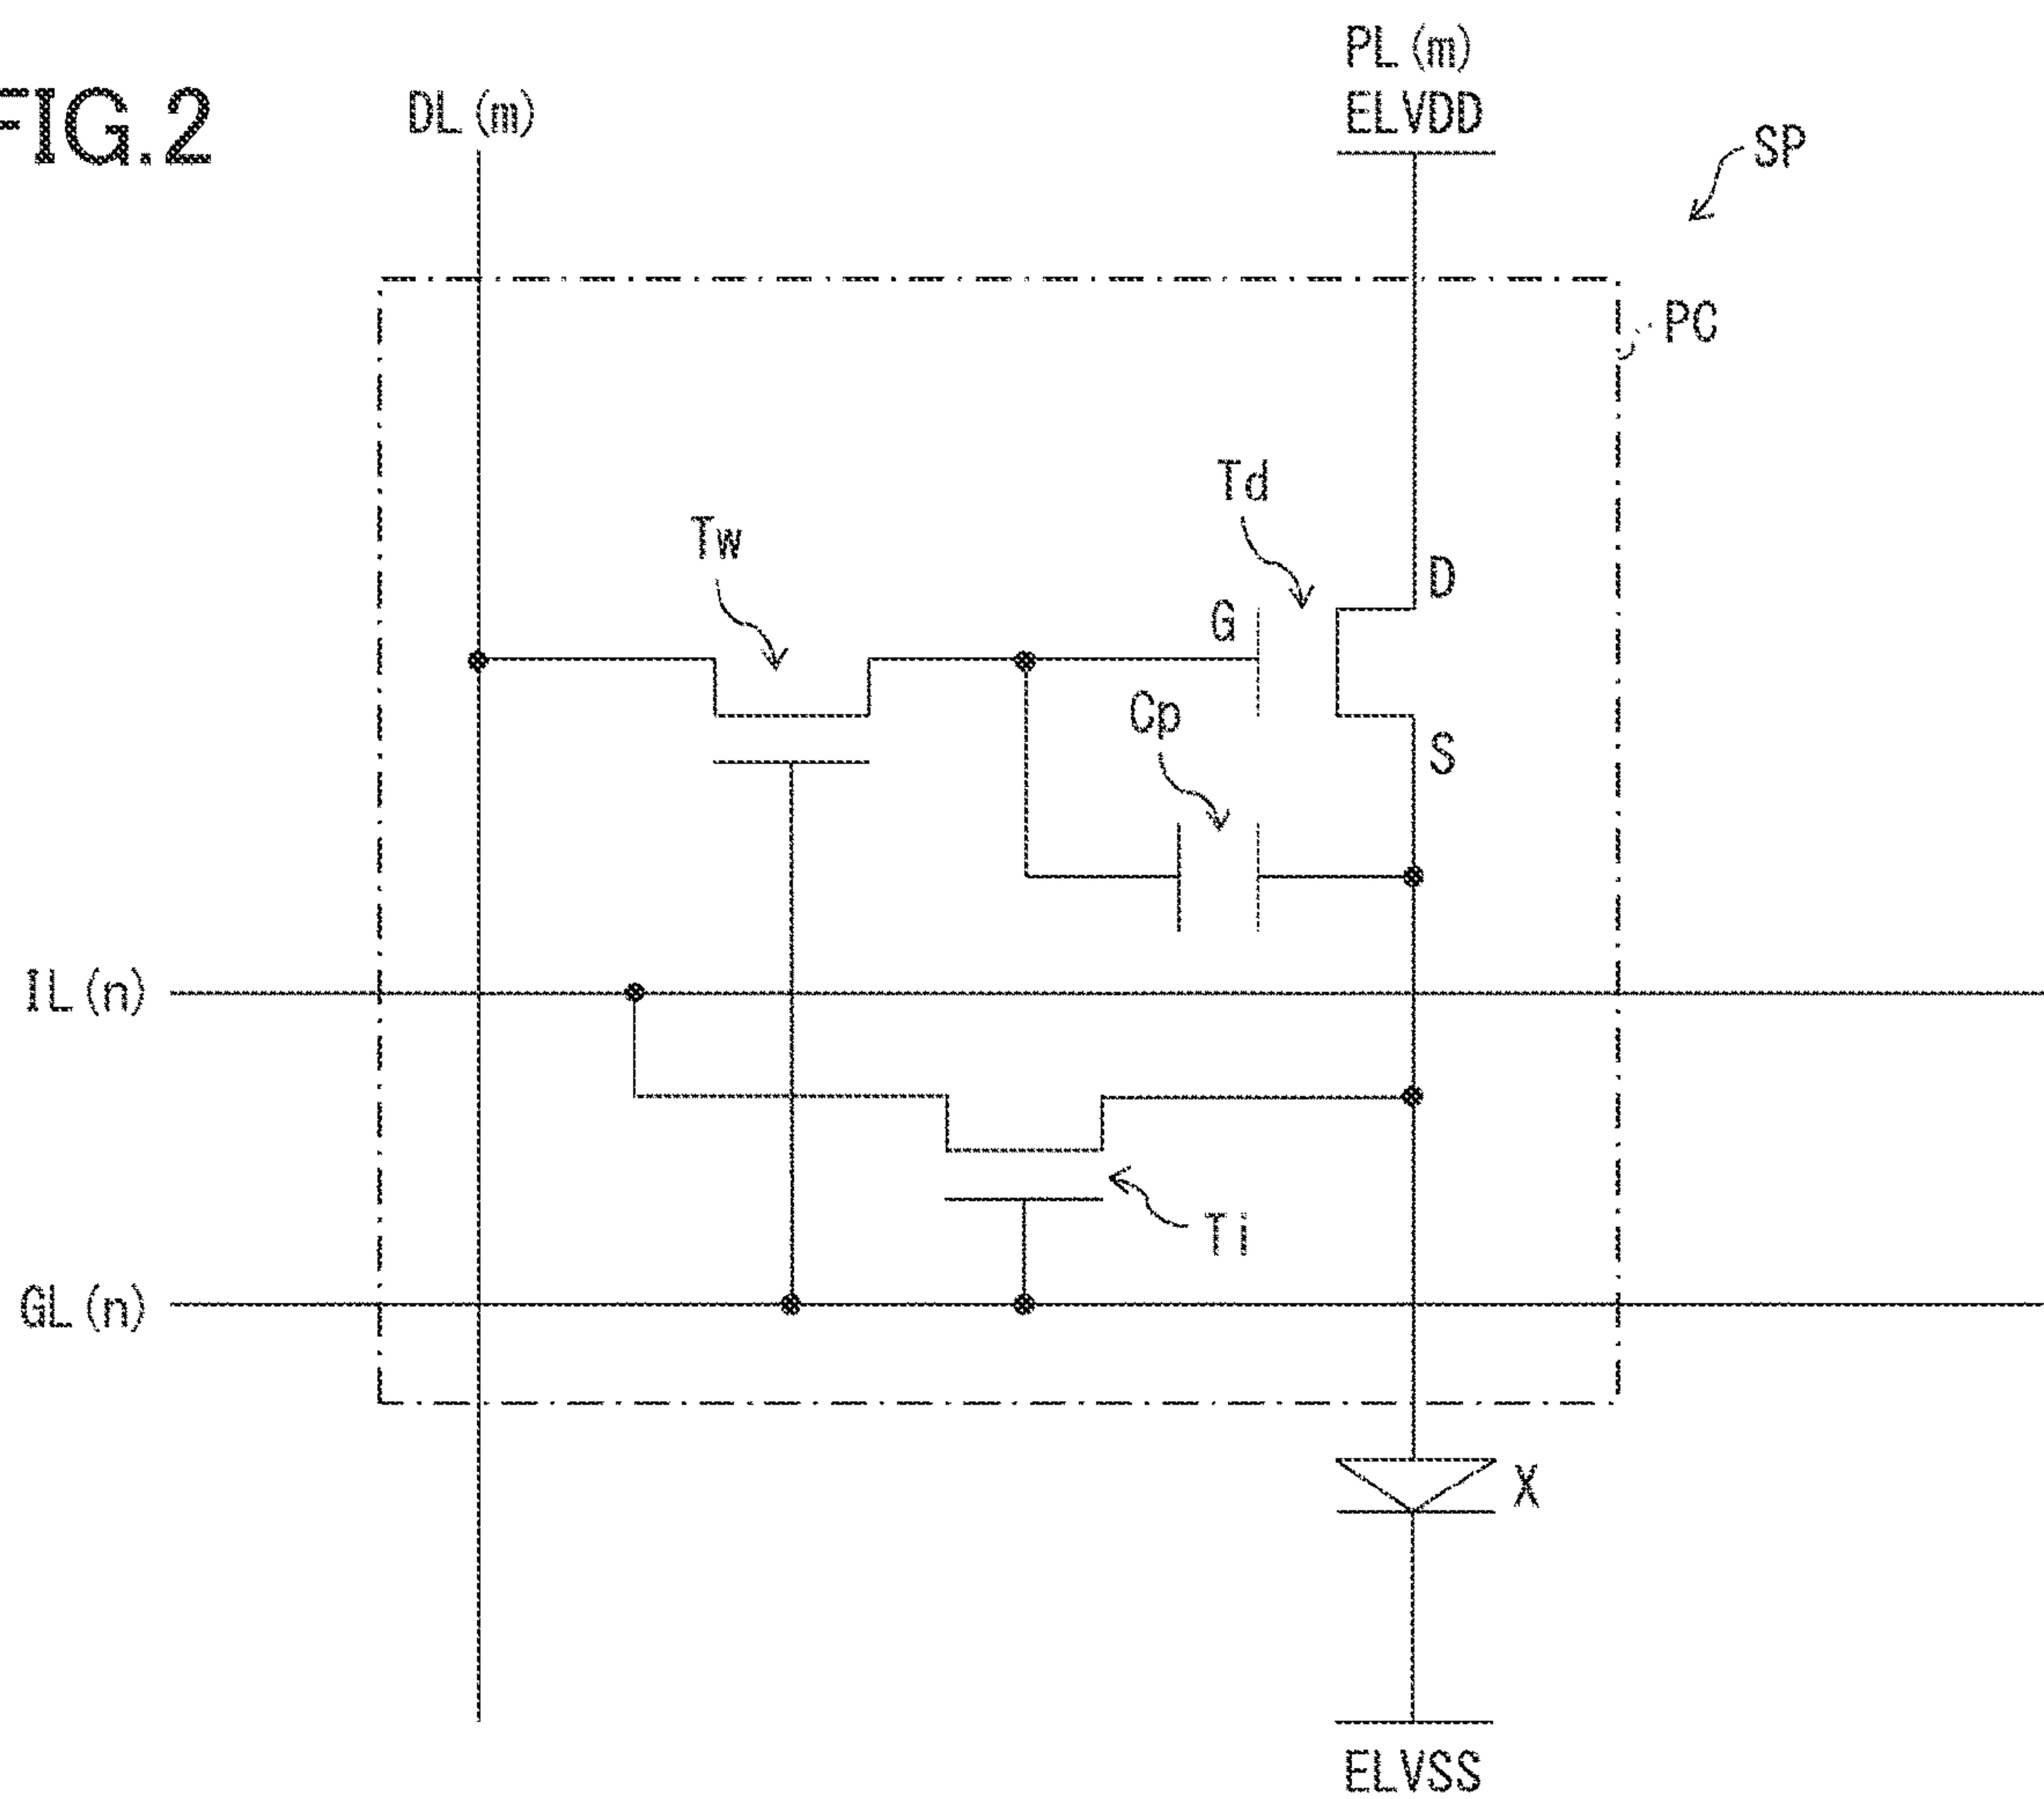 FIG.2
DL(m)
PL(m)
ELVDD
SP
PC
Td
Tw
D
G
Cp
S
IL(n)
Ti
GL(n)
X
ELVSS